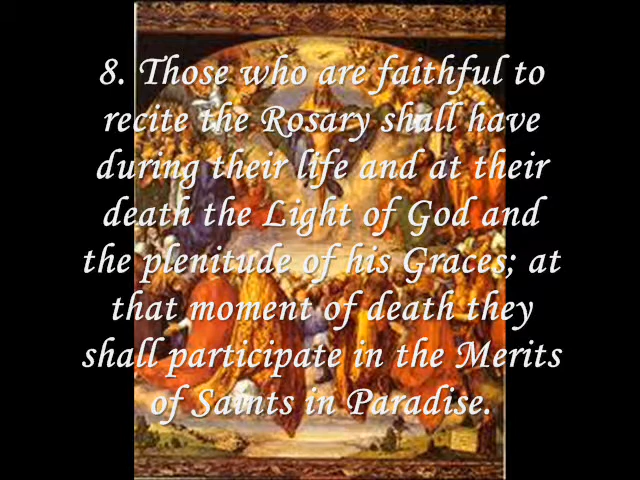 8. Those who are faithful to
recite the Rosary shall have
during their life and at their
death the Light of God and
the plenitude of his Graces; at
that moment of death they
shall participate in the Merits
of Saints in Paradise.